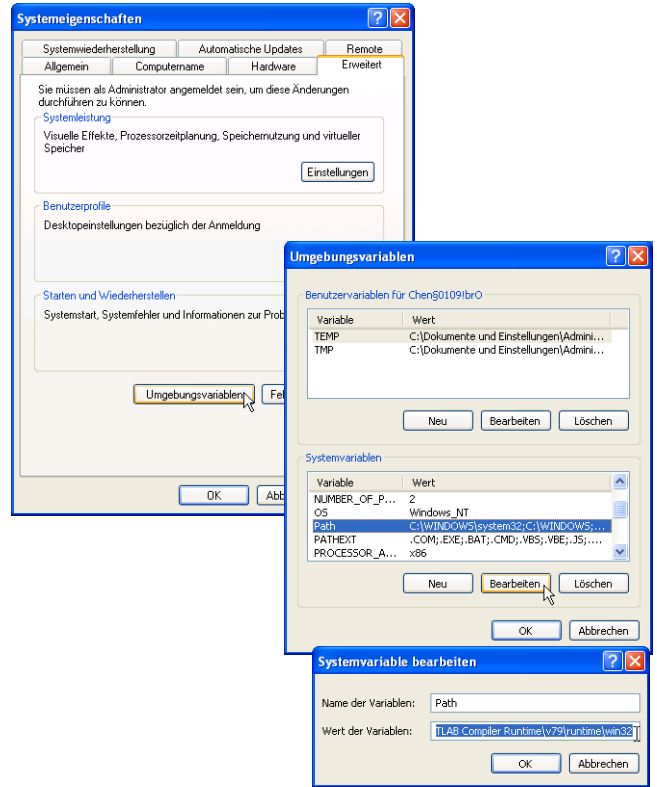 Systemeigenschaften
Systemwiederherstellung Automatische Updates Remote
Allgemein Computername Hardware Erweitert
Sie müssen als Administrator angemeldet sein, um diese Änderungen
durchführen zu können.
Systemleistung
Visuelle Effekte, Prozessorzeitplanung, Speichernutzung und virtueller
Speicher
Einstellungen
Benutzerprofile
Desktopeinstellungen bezüglich der Anmeldung
Starten und Wiederherstellen
Systemstart, Systemfehler und Informationen zur Prob
Umgebungsvariablen Fel
OK Abb
Umgebungsvariablen
Benutzervariablen für Chen§0109!brO
Variable Wert
TEMP C:\Dokumente und Einstellungen\Admini...
TMP C:\Dokumente und Einstellungen\Admini...
Neu Bearbeiten Löschen
Systemvariablen
Variable Wert
NUMBER_OF_P... 2
OS Windows_NT
Path C:\WINDOWS\system32;C:\WINDOWS;...
PATHEXT .COM;.EXE;.BAT;.CMD;.VBS;.VBE;.JS;....
PROCESSOR_A... x86
Neu Bearbeiten Löschen
OK Abbrechen
Systemvariable bearbeiten
Name der Variablen: Path
Wert der Variablen: TLAB Compiler Runtime\v79\runtime\win32
OK Abbrechen